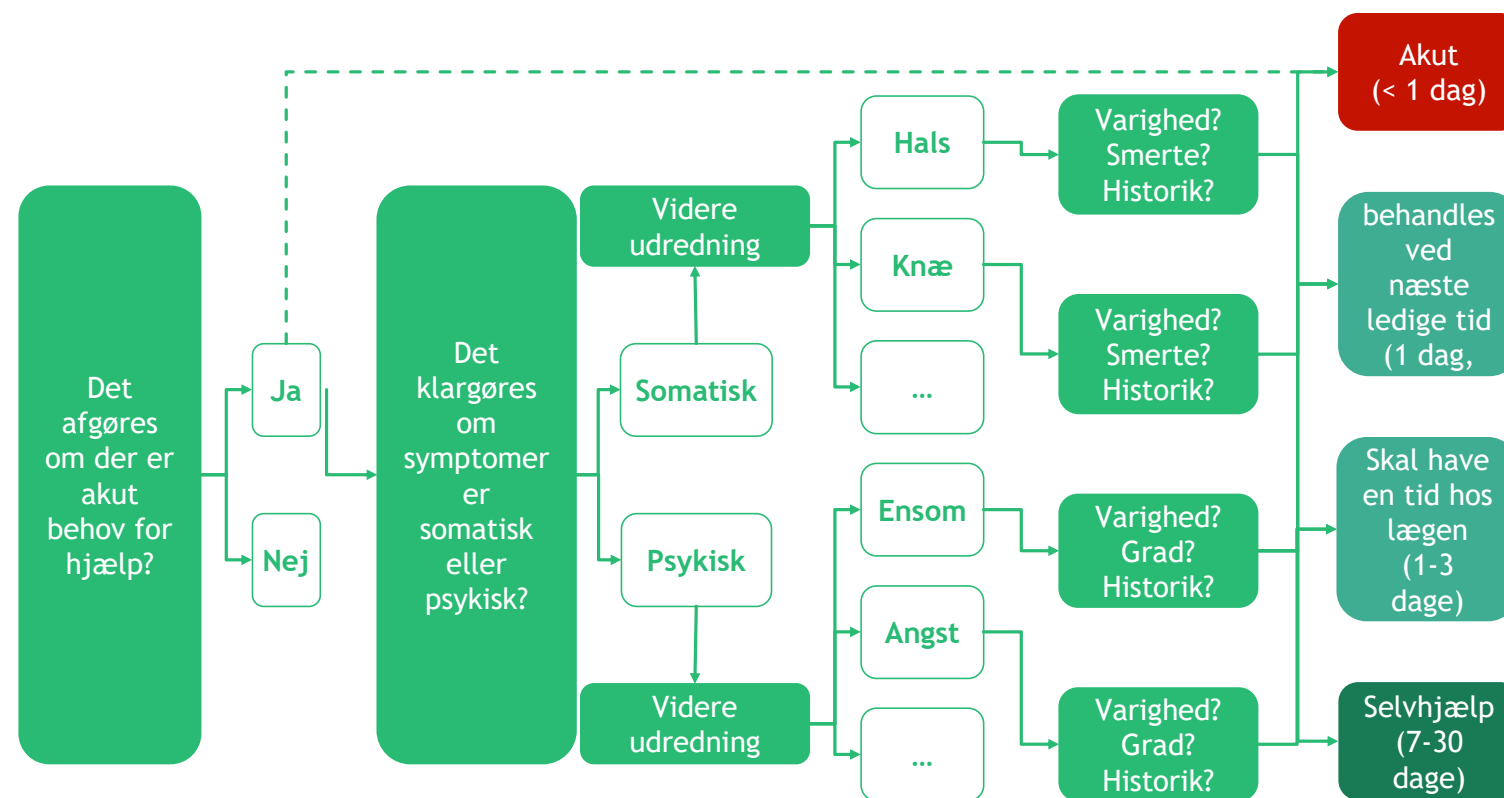 Det
afgøres
om der er
akut
behov for
hjælp?
Ja
Nej
Det
klargøres
om
symptomer
er
somatisk
eller
psykisk?
Videre
udredning
Somatisk
Psykisk
Videre
udredning
Hals
Knæ
...
Ensom
Angst
...
Varighed?
Smerte?
Historik?
Varighed?
Smerte?
Historik?
Varighed?
Grad?
Historik?
Varighed?
Grad?
Historik?
Akut
(< 1 dag)
behandles
ved
næste
ledige tid
(1 dag,
Skal have
en tid hos
lægen
(1-3
dage)
Selvhjælp
(7-30
dage)